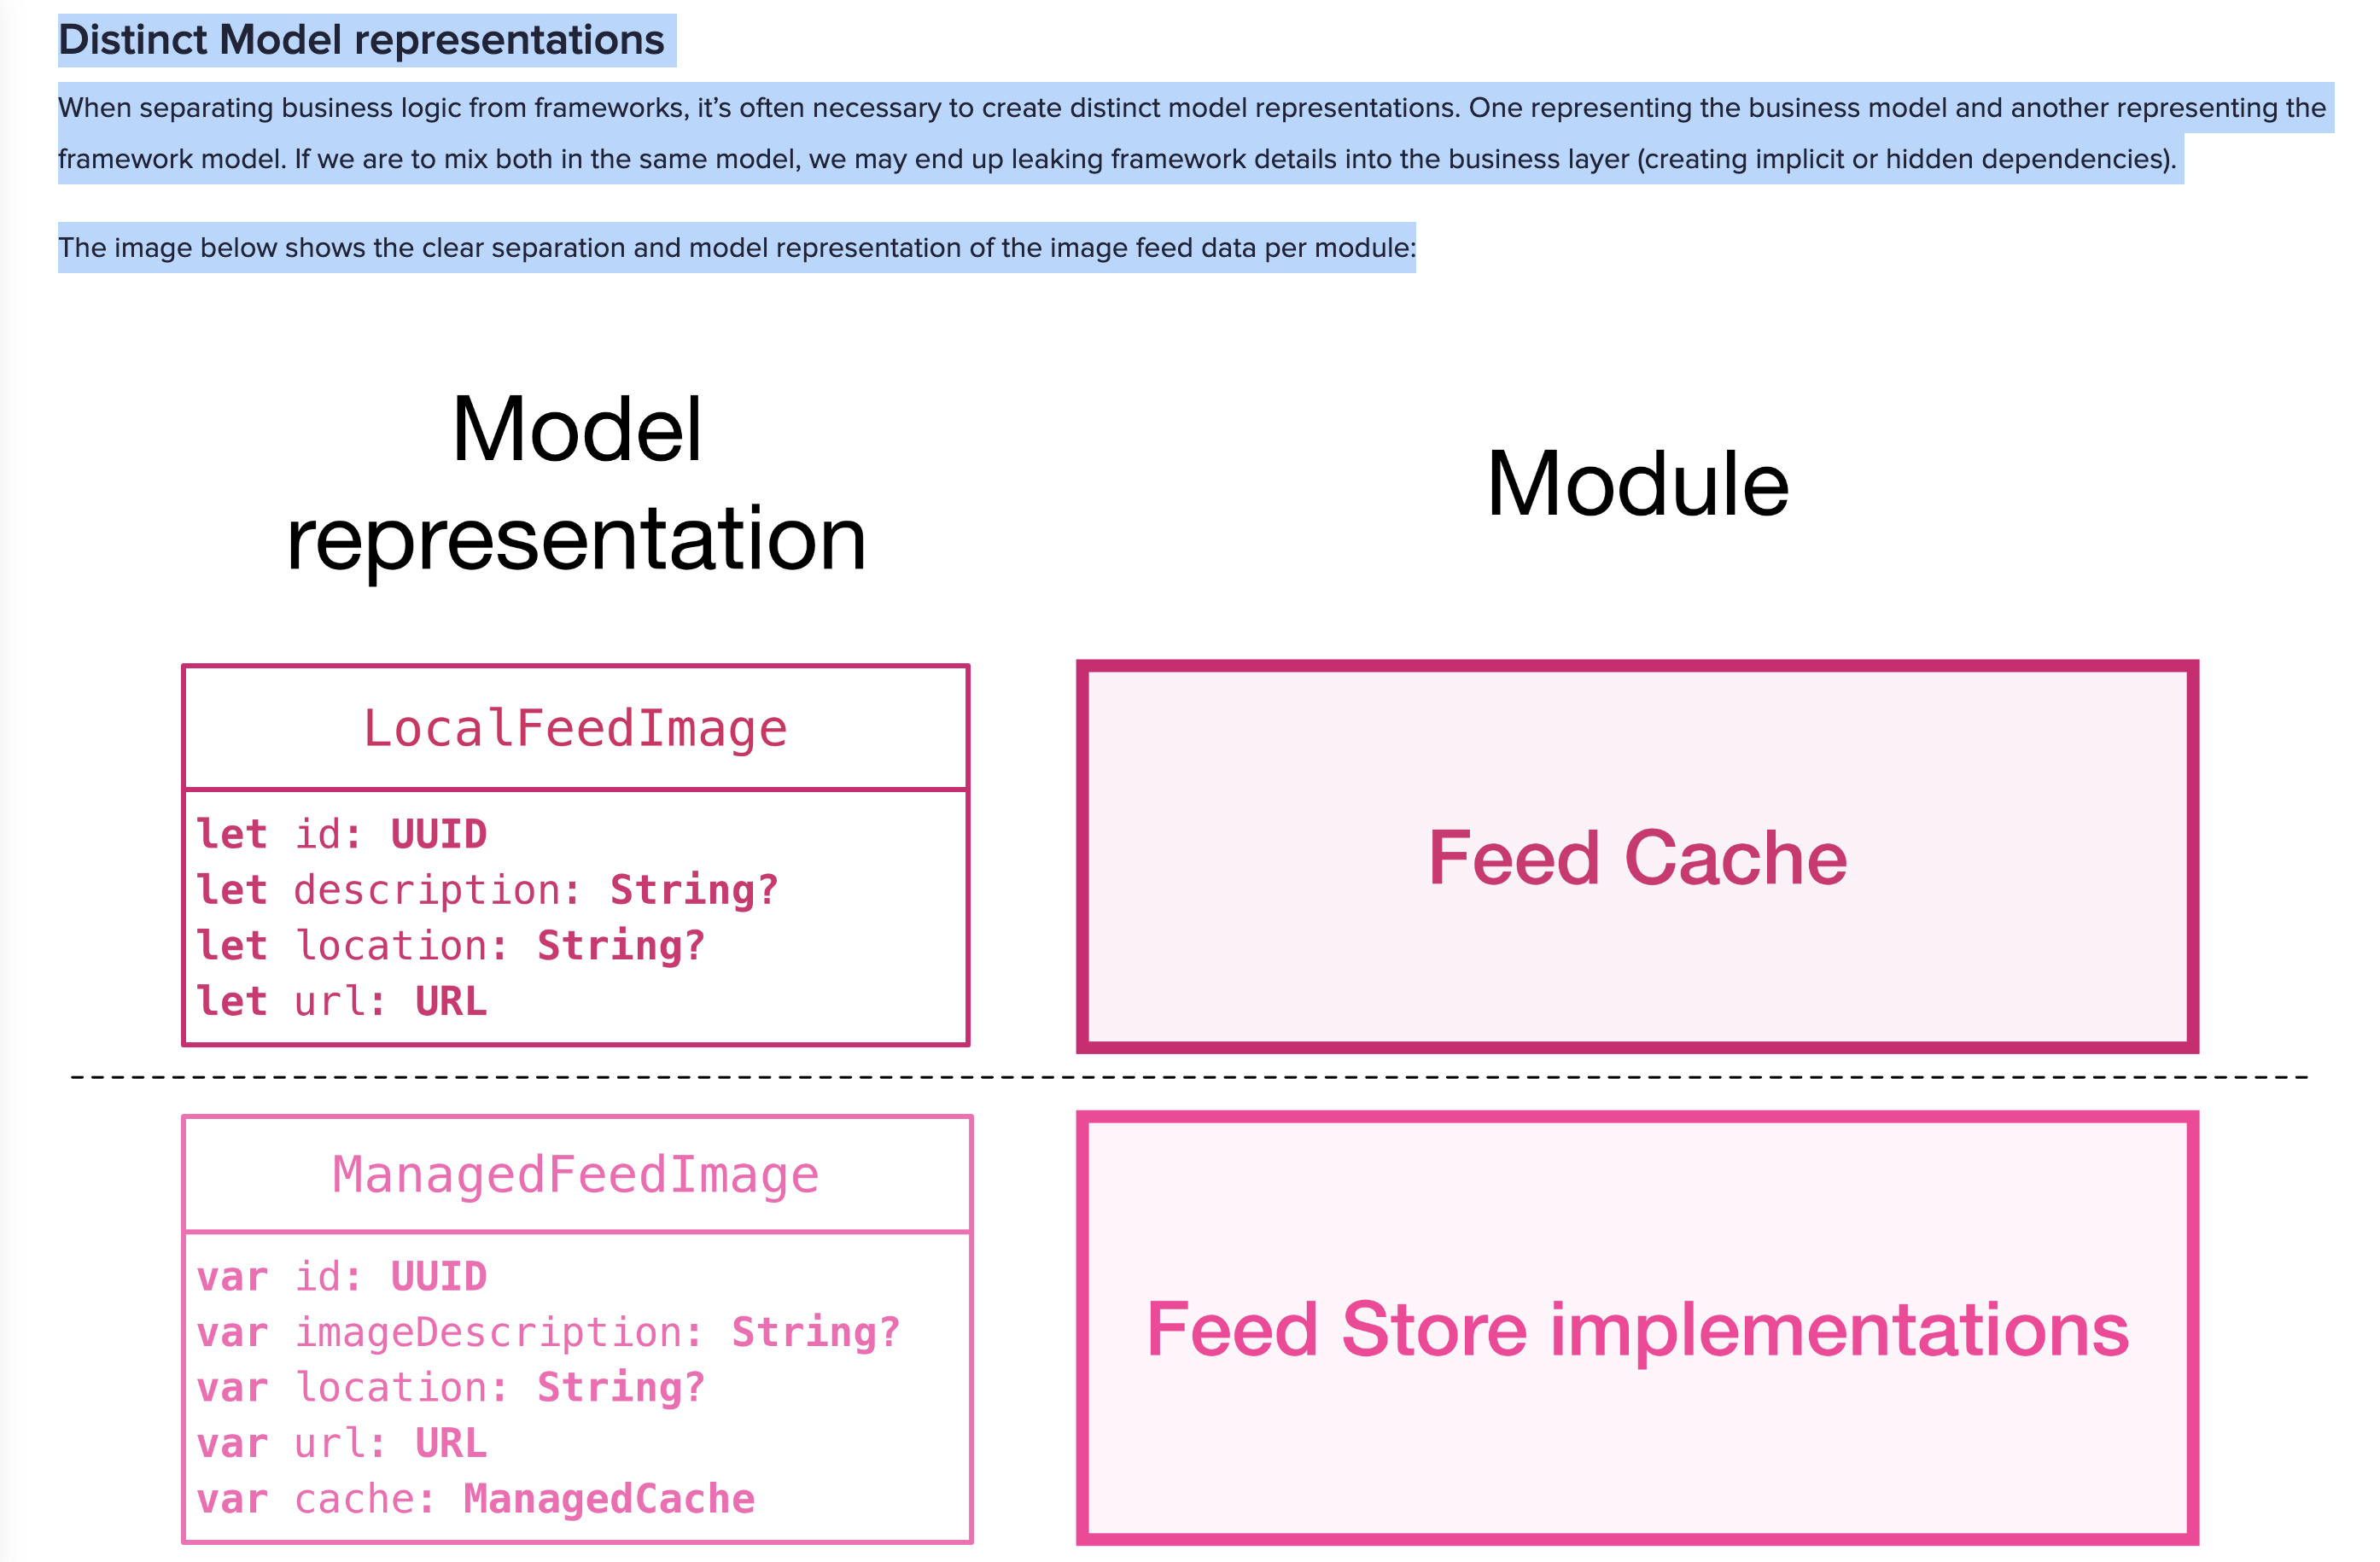 Distinct Model representations
When separating business logic from frameworks, it’s often necessary to create distinct model representations. One representing the business model and another representing the
framework model. If we are to mix both in the same model, we may end up leaking framework details into the business layer (creating implicit or hidden dependencies).
The image below shows the clear separation and model representation of the image feed data per module:
Model
representation
Module
LocalFeedImage
let id: UUID
let description: String?
let location: String?
let url: URL
Feed Cache
ManagedFeedImage
var id: UUID
var imageDescription: String?
var location: String?
var url: URL
var cache: ManagedCache
Feed Store implementations